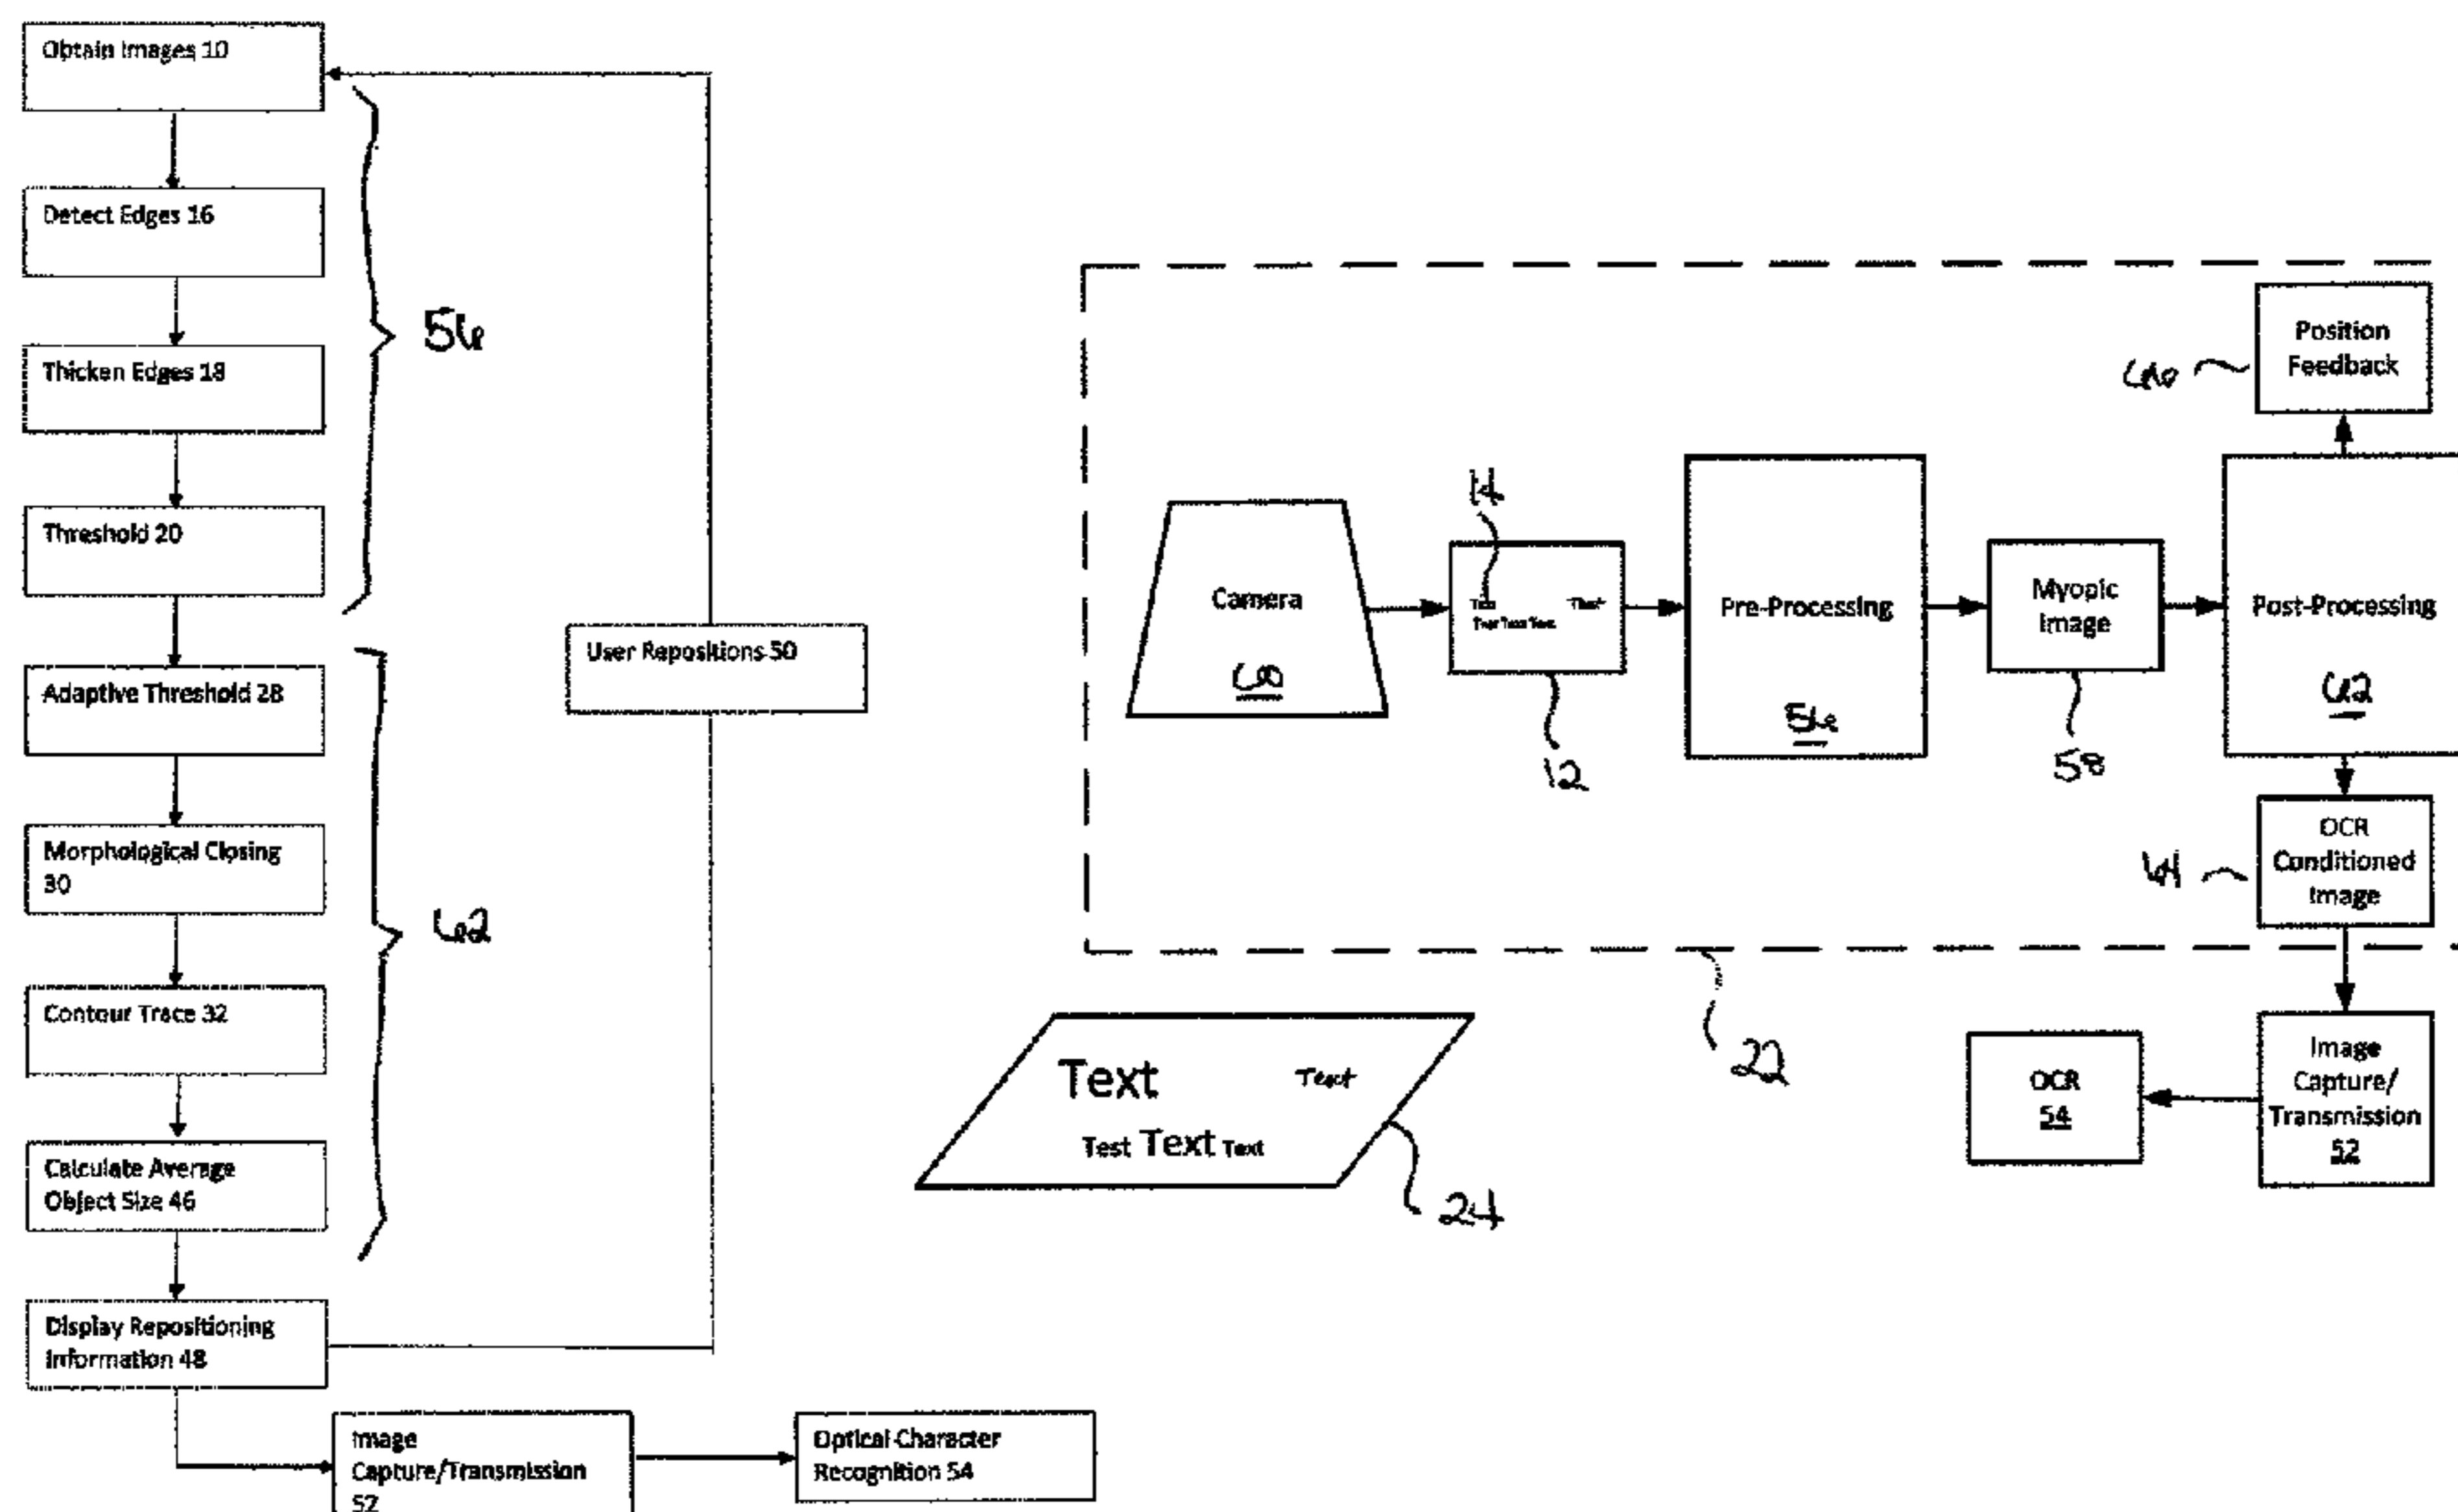 Obtain Images 10
Detect Edges 16
Thicken Edges 18
Threshold 20
56
Adaptive Threshold 28
Morphological Closing
30
Contour Trace 32
Calculate Average
Object Size 46
62
Display Repositioning
Information 48
User Repositions 50
Image
Capture/Transmission
52
Optical Character
Recognition 54
Camera
68
14
12
Pre-Processing
56
Myopic
Image
58
Post-Processing
62
Position
Feedback
OCR
Conditioned
Image
64
22
Image
Capture/
Transmission
52
OCR
54
Text Text
Test Text Text
24